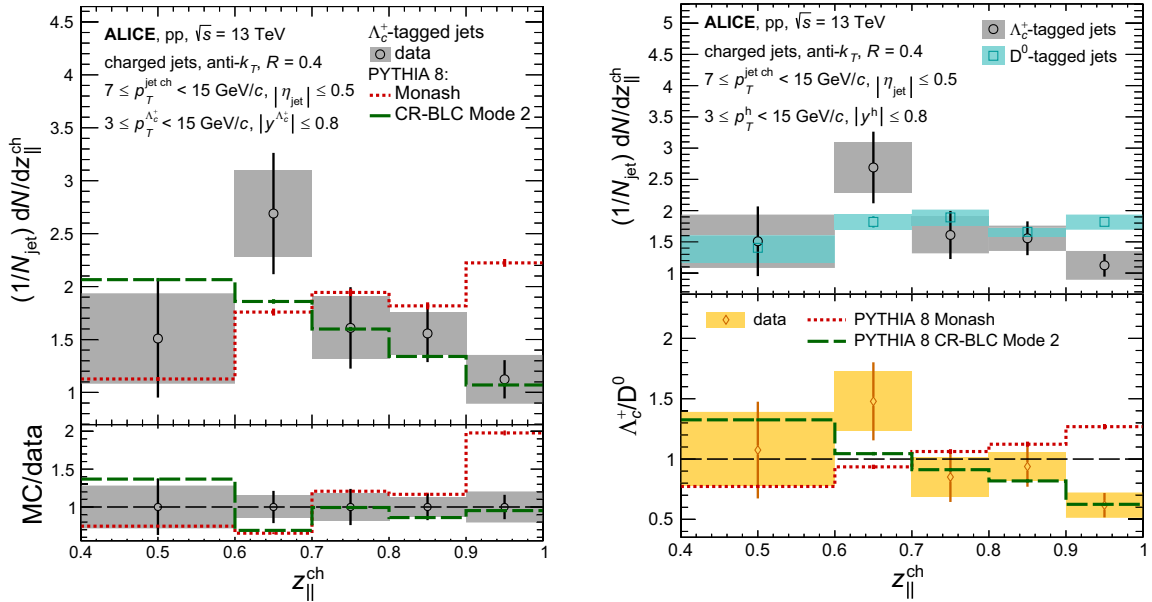 ALICE, pp, √s = 13 TeV
charged jets, anti-k_T, R = 0.4
7 ≤ p_T^{jet ch} < 15 GeV/c, |η_jet| ≤ 0.5
3 ≤ p_T^{Λ_c^+} < 15 GeV/c, |y^{Λ_c^+}| ≤ 0.8
Λ_c^+-tagged jets
data
PYTHIA 8:
Monash
CR-BLC Mode 2
(1/N_jet) dN/dz_||^ch
4.5
4
3.5
3
2.5
2
1.5
1
MC/data
2
1.5
1
0.4 0.5 0.6 0.7 0.8 0.9 1
z_||^ch
ALICE, pp, √s = 13 TeV
charged jets, anti-k_T, R = 0.4
7 ≤ p_T^{jet ch} < 15 GeV/c, |η_jet| ≤ 0.5
3 ≤ p_T^h < 15 GeV/c, |y^h| ≤ 0.8
Λ_c^+-tagged jets
D^0-tagged jets
(1/N_jet) dN/dz_||^ch
5
4.5
4
3.5
3
2.5
2
1.5
1
data
PYTHIA 8 Monash
PYTHIA 8 CR-BLC Mode 2
Λ_c^+/D^0
2
1.5
1
0.5
0.4 0.5 0.6 0.7 0.8 0.9 1
z_||^ch